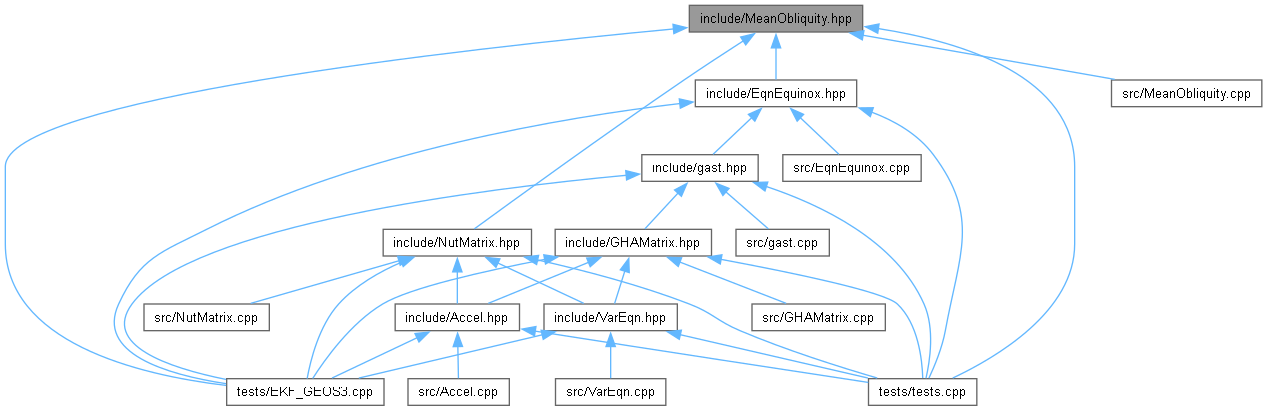 include/MeanObliquity.hpp
include/EqnEquinox.hpp
src/MeanObliquity.cpp
include/gast.hpp
src/EqnEquinox.cpp
include/NutMatrix.hpp
include/GHAMatrix.hpp
src/gast.cpp
src/NutMatrix.cpp
include/Accel.hpp
include/VarEqn.hpp
src/GHAMatrix.cpp
tests/EKF_GEOS3.cpp
src/Accel.cpp
src/VarEqn.cpp
tests/tests.cpp